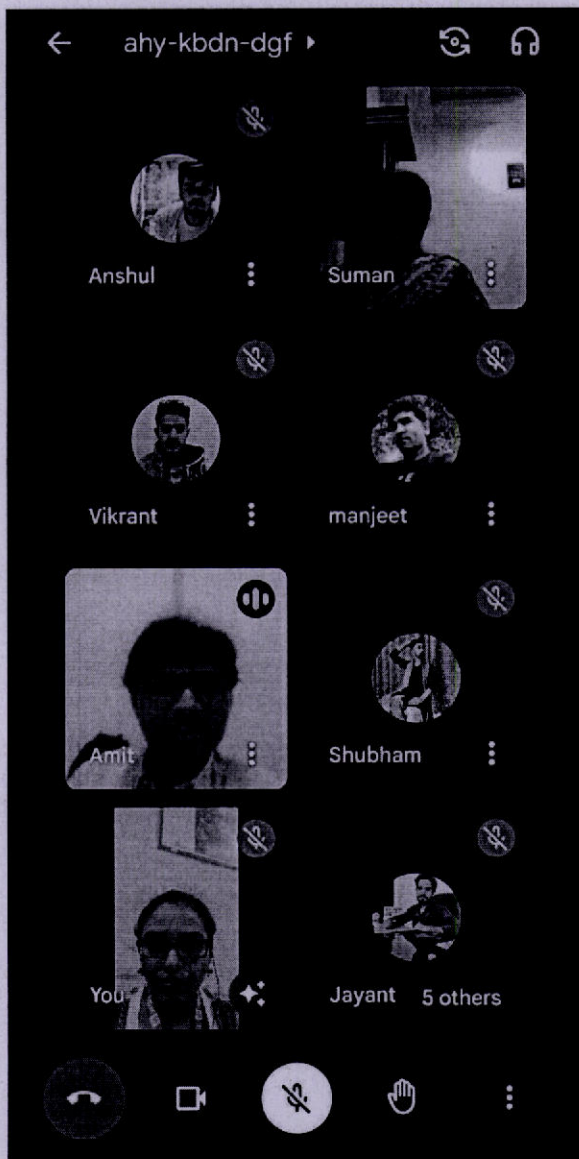 ahy-kbdn-dgf
Anshul
Suman
Vikrant
manjeet
Amit
Shubham
You
Jayant 5 others